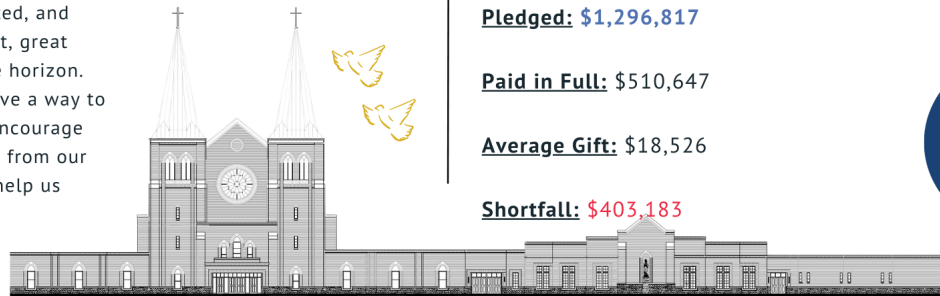 ted, and
t, great
e horizon.
ve a way to
ncourage
from our
help us
Pledged: $1,296,817
Paid in Full: $510,647
Average Gift: $18,526
Shortfall: $403,183